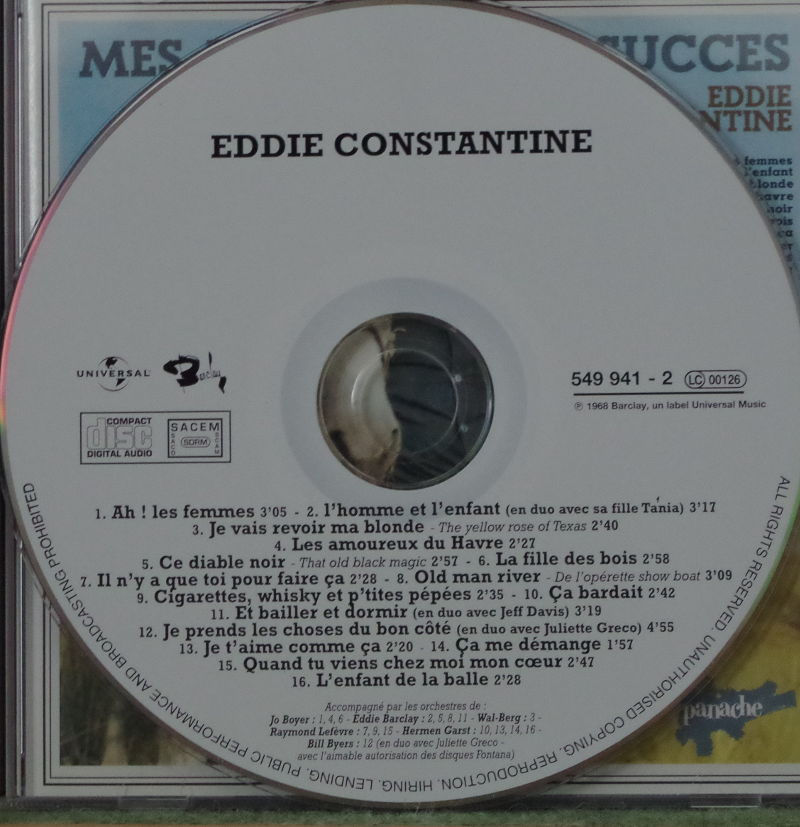 MES SUCCES
EDDIE
NTINE
femmes
l'enfant
blonde
havre
noir
bois
ça
EDDIE CONSTANTINE
UNIVERSAL
Barclay
549 941 - 2 LC 00126
℗ 1968 Barclay, un label Universal Music
COMPACT
disc
DIGITAL AUDIO
SACEM
SACD SDRM SCAM
1. Ah ! les femmes 3'05 - 2. l'homme et l'enfant (en duo avec sa fille Tánia) 3'17
3. Je vais revoir ma blonde - The yellow rose of Texas 2'40
4. Les amoureux du Havre 2'27
5. Ce diable noir - That old black magic 2'57 - 6. La fille des bois 2'58
7. Il n'y a que toi pour faire ça 2'28 - 8. Old man river - De l'opérette show boat 3'09
9. Cigarettes, whisky et p'tites pépées 2'35 - 10. Ça bardait 2'42
11. Et bailler et dormir (en duo avec Jeff Davis) 3'19
12. Je prends les choses du bon côté (en duo avec Juliette Greco) 4'55
13. Je t'aime comme ça 2'20 - 14. Ça me démange 1'57
15. Quand tu viens chez moi mon cœur 2'47
16. L'enfant de la balle 2'28
Accompagné par les orchestres de :
Jo Boyer : 1, 4, 6 - Eddie Barclay : 2, 5, 8, 11 - Wal-Berg : 3 -
Raymond Lefèvre : 7, 9, 15 - Hermen Garst : 10, 13, 14, 16 -
Bill Byers : 12 (en duo avec Juliette Greco -
avec l'aimable autorisation des disques Fontana)
ALL RIGHTS RESERVED. UNAUTHORISED COPYING. REPRODUCTION. HIRING. LENDING. PUBLIC PERFORMANCE AND BROADCASTING PROHIBITED
panache